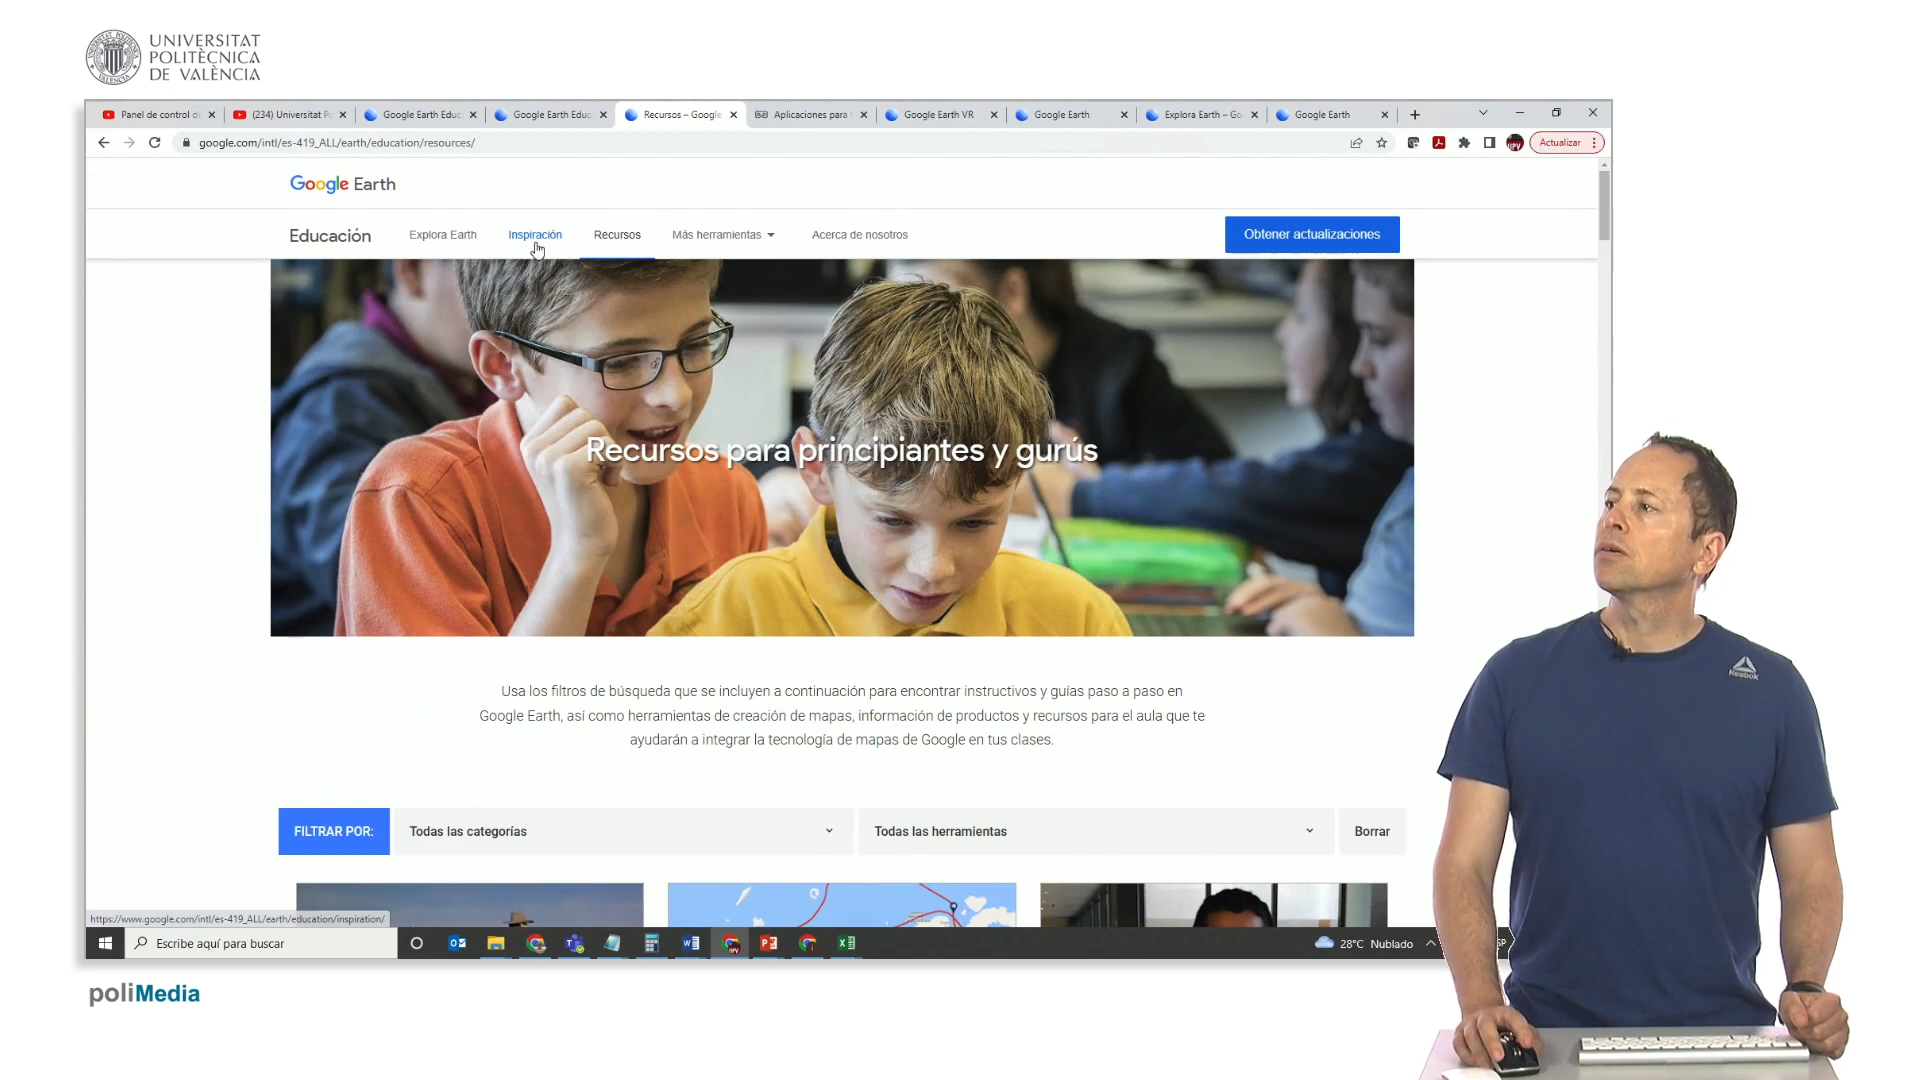 UNIVERSITAT
POLITÈCNICA
DE VALÈNCIA
Panel de control de
(234) Universitat Po
Google Earth Educ
Google Earth Educ
Recursos – Google
Aplicaciones para
Google Earth VR
Google Earth
Explora Earth – Go
Google Earth
google.com/intl/es-419_ALL/earth/education/resources/
Actualizar
Google Earth
Educación
Explora Earth
Inspiración
Recursos
Más herramientas
Acerca de nosotros
Obtener actualizaciones
Recursos para principiantes y gurús
Usa los filtros de búsqueda que se incluyen a continuación para encontrar instructivos y guías paso a paso en
Google Earth, así como herramientas de creación de mapas, información de productos y recursos para el aula que te
ayudarán a integrar la tecnología de mapas de Google en tus clases.
FILTRAR POR:
Todas las categorías
Todas las herramientas
Borrar
https://www.google.com/intl/es-419_ALL/earth/education/inspiration/
Escribe aquí para buscar
28°C Nublado
Reebok
poliMedia